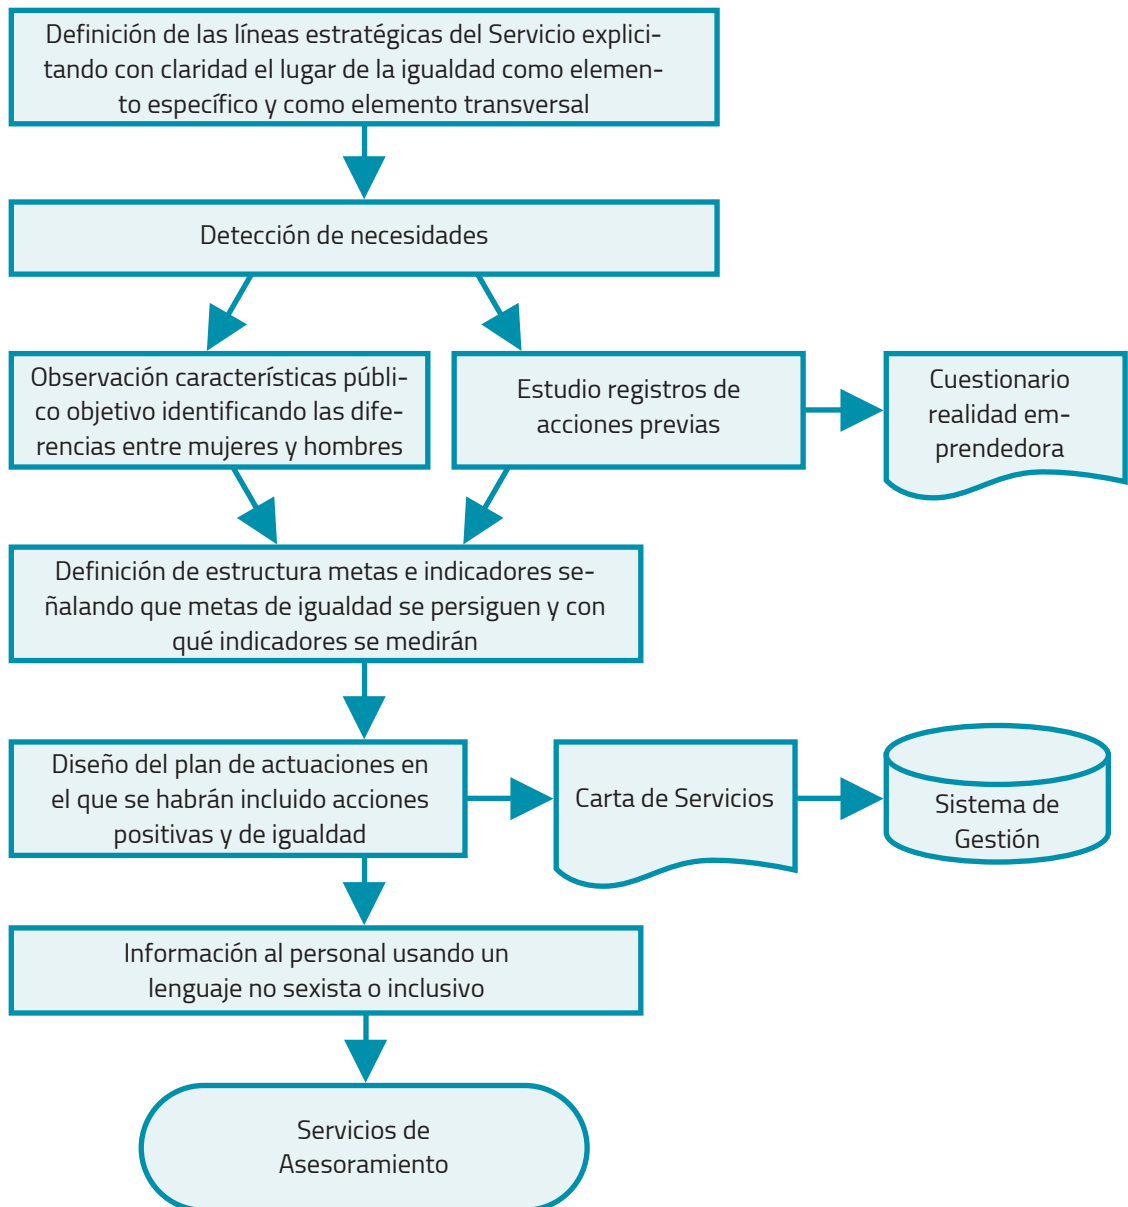 Definición de las líneas estratégicas del Servicio explici-
tando con claridad el lugar de la igualdad como elemen-
to específico y como elemento transversal
Detección de necesidades
Observación características públi-
co objetivo identificando las dife-
rencias entre mujeres y hombres
Estudio registros de
acciones previas
Cuestionario
realidad em-
prendedora
Definición de estructura metas e indicadores se-
ñalando que metas de igualdad se persiguen y con
qué indicadores se medirán
Diseño del plan de actuaciones en
el que se habrán incluido acciones
positivas y de igualdad
Carta de Servicios
Sistema de
Gestión
Información al personal usando un
lenguaje no sexista o inclusivo
Servicios de
Asesoramiento